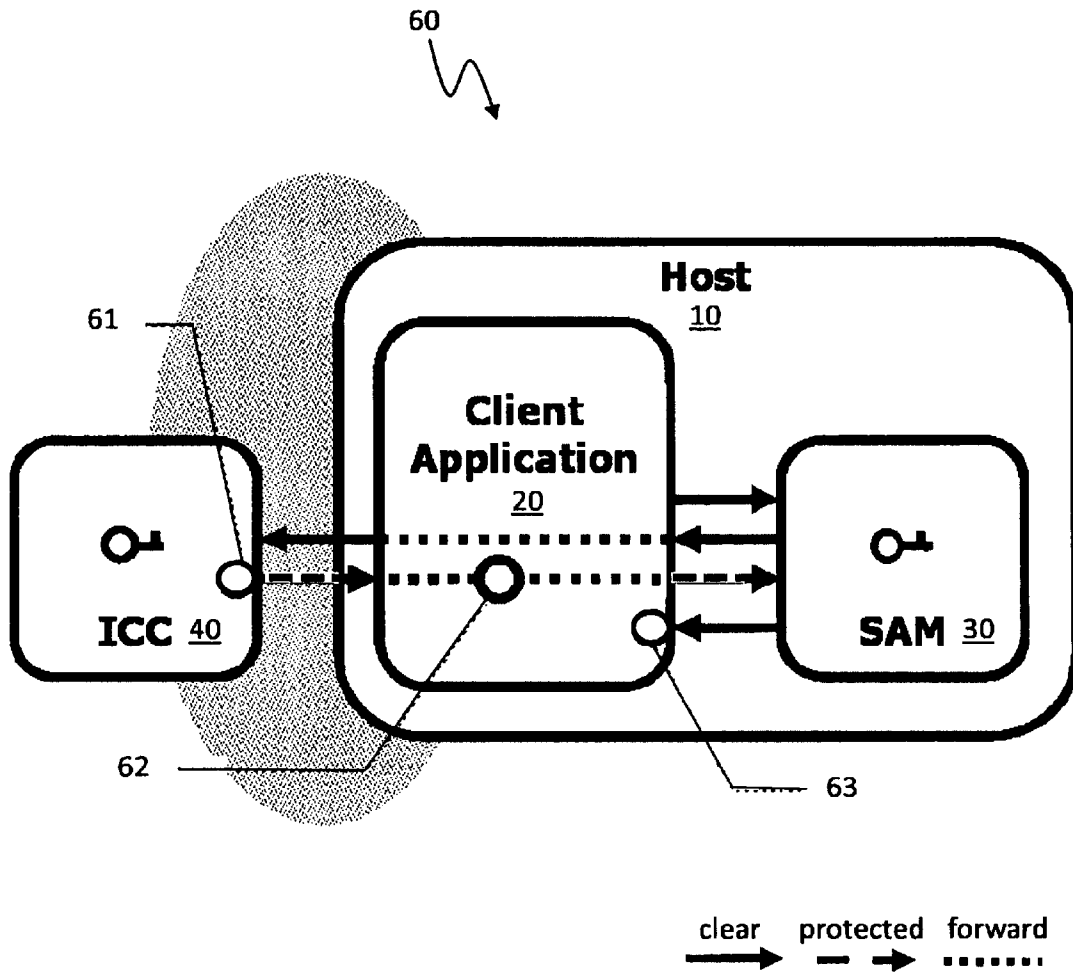 60
Host
10
61
Client
Application
20
ICC 40
SAM 30
62
63
clear protected forward